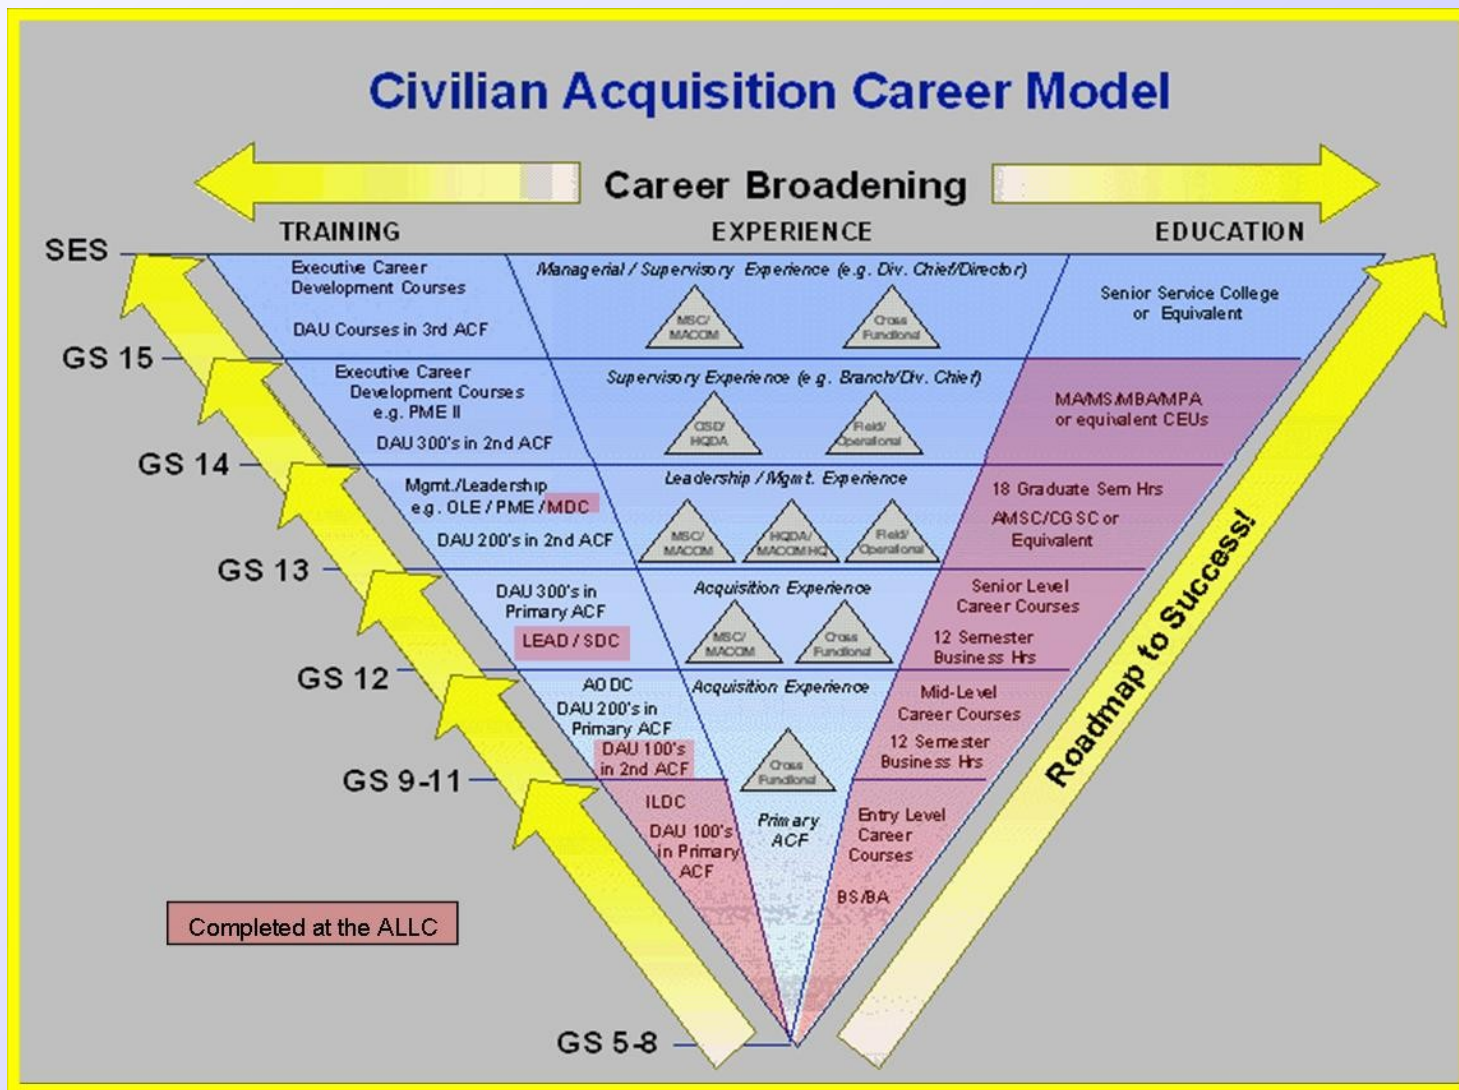 Civilian Acquisition Career Model
Career Broadening
TRAINING
EXPERIENCE
EDUCATION
SES
Executive Career
Development Courses
DAU Courses in 3rd ACF
Managerial / Supervisory Experience (e.g. Div. Chief/Director)
MSC/
MACOM
Cross
Functional
Senior Service College
or Equivalent
GS 15
Executive Career
Development Courses
e.g. PME II
DAU 300's in 2nd ACF
Supervisory Experience (e.g. Branch/Div. Chief)
OSD/
HQDA
Field/
Operational
MA/MS/MBA/MPA
or equivalent CEUs
GS 14
Mgmt./Leadership
e.g. OLE / PME / MDC
DAU 200's in 2nd ACF
Leadership / Mgmt. Experience
MSC/
MACOM
HQDA/
MACOM HQ
Field/
Operational
18 Graduate Sem Hrs
AMSC/CGSC or
Equivalent
GS 13
DAU 300's in
Primary ACF
LEAD / SDC
Acquisition Experience
MSC/
MACOM
Cross
Functional
Senior Level
Career Courses
12 Semester
Business Hrs
GS 12
AODC
DAU 200's in
Primary ACF
DAU 100's
in 2nd ACF
Acquisition Experience
Cross
Functional
Mid-Level
Career Courses
12 Semester
Business Hrs
GS 9-11
ILDC
DAU 100's
in Primary
ACF
Primary
ACF
Entry Level
Career
Courses
BS/BA
GS 5-8
Roadmap to Success!
Completed at the ALLC